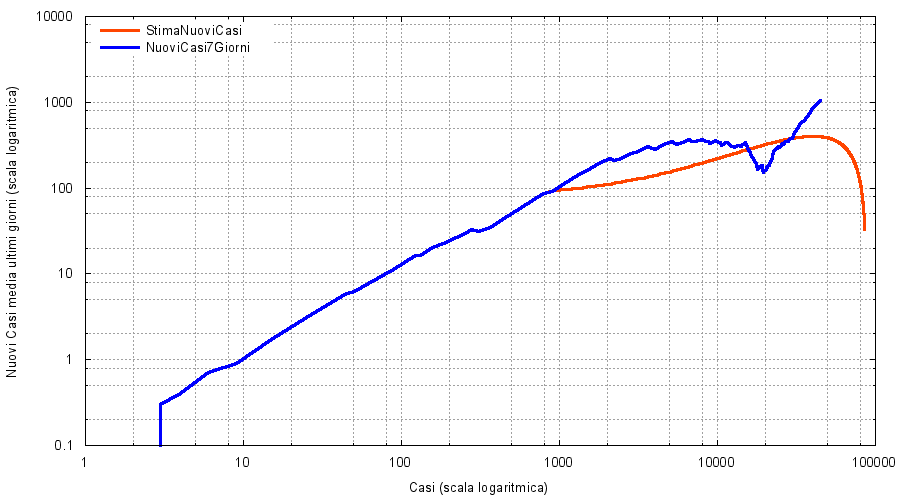 10000
1000
100
10
1
0.1
StimaNuoviCasi
NuoviCasi7Giorni
Nuovi Casi media ultimi giorni (scala logaritmica)
1 10 100 1000 10000 100000
Casi (scala logaritmica)